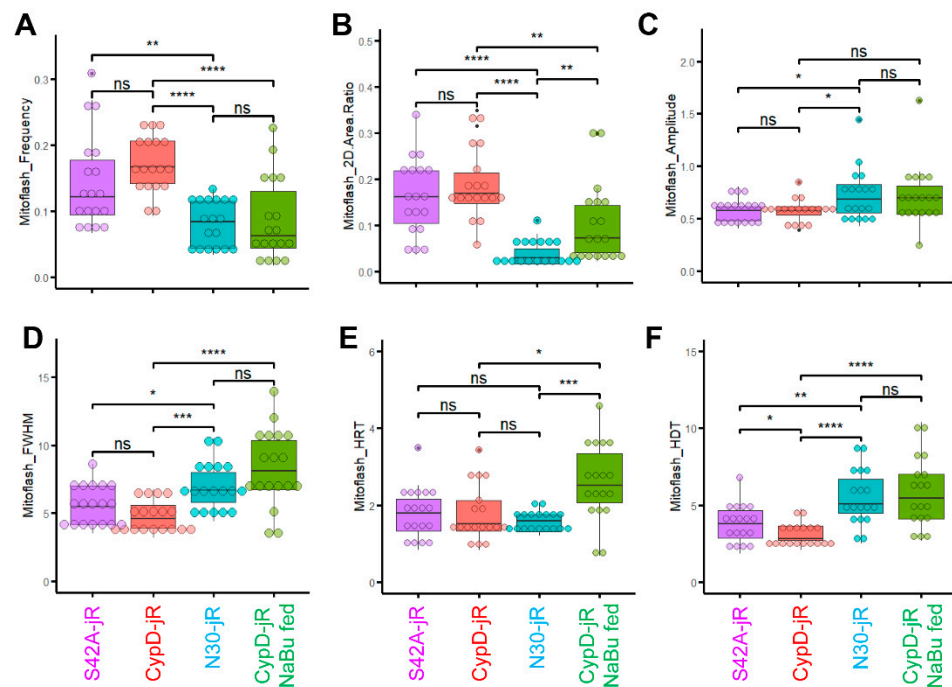 A
Mitoflash_Frequency
0.3
0.2
0.1
0.0
**
ns
****
****
ns
B
Mitoflash_2D.Area.Ratio
0.4
0.3
0.2
0.1
0.0
**
****
ns
****
**
C
Mitoflash_Amplitude
2.0
1.5
1.0
0.5
0.0
ns
*
ns
*
ns
D
Mitoflash_FWHM
15
10
5
0
****
*
ns
***
ns
E
Mitoflash_HRT
6
4
2
0
*
ns
***
ns
ns
F
Mitoflash_HDT
15
10
5
0
****
**
ns
*
****
S42A-jR
CypD-jR
N30-jR
CypD-jR
NaBu fed
S42A-jR
CypD-jR
N30-jR
CypD-jR
NaBu fed
S42A-jR
CypD-jR
N30-jR
CypD-jR
NaBu fed